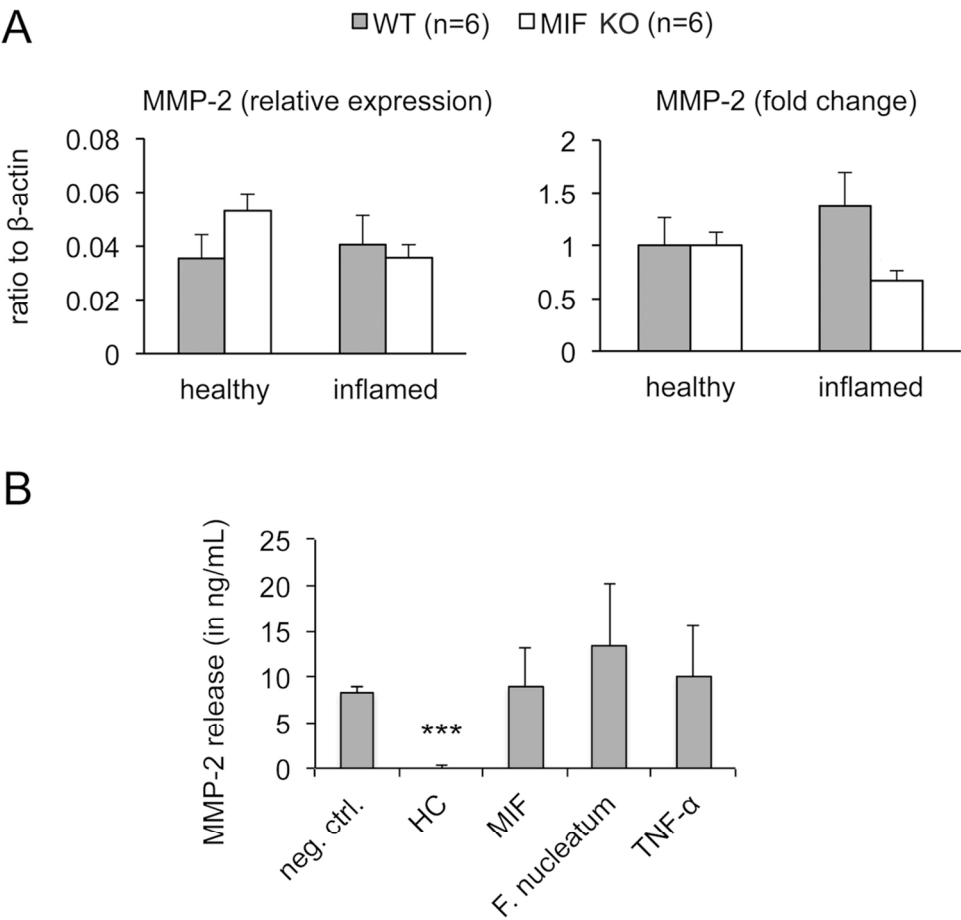 A
WT (n=6) MIF KO (n=6)
MMP-2 (relative expression)
ratio to β-actin
0.08
0.06
0.04
0.02
0
healthy inflamed
MMP-2 (fold change)
2
1.5
1
0.5
0
healthy inflamed
B
MMP-2 release (in ng/mL)
25
20
15
10
5
0
***
neg. ctrl.
HC
MIF
F. nucleatum
TNF-α